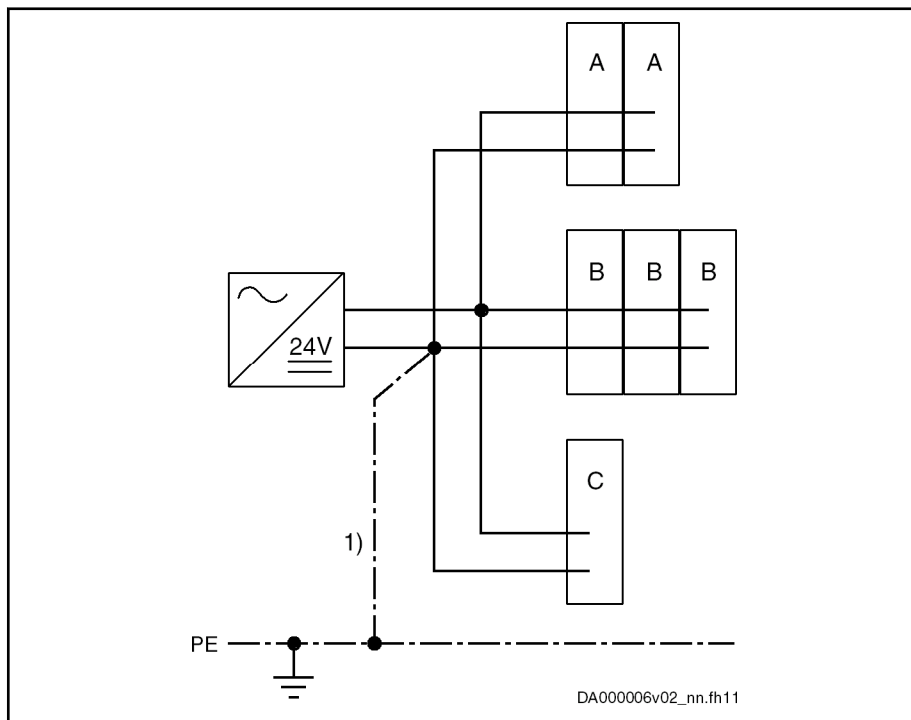 A A
B B B
24V
C
1)
PE
DA000006v02_nn.fh11